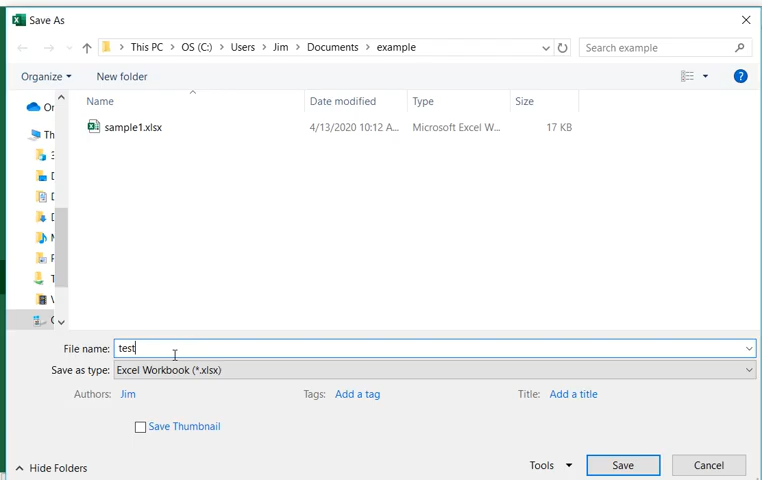 Save As
This PC > OS (C:) > Users > Jim > Documents > example
Search example
Organize
New folder
Name
Date modified
Type
Size
sample1.xlsx
4/13/2020 10:12 A...
Microsoft Excel W...
17 KB
File name: test
Save as type: Excel Workbook (*.xlsx)
Authors: Jim
Tags: Add a tag
Title: Add a title
Save Thumbnail
Hide Folders
Tools
Save
Cancel